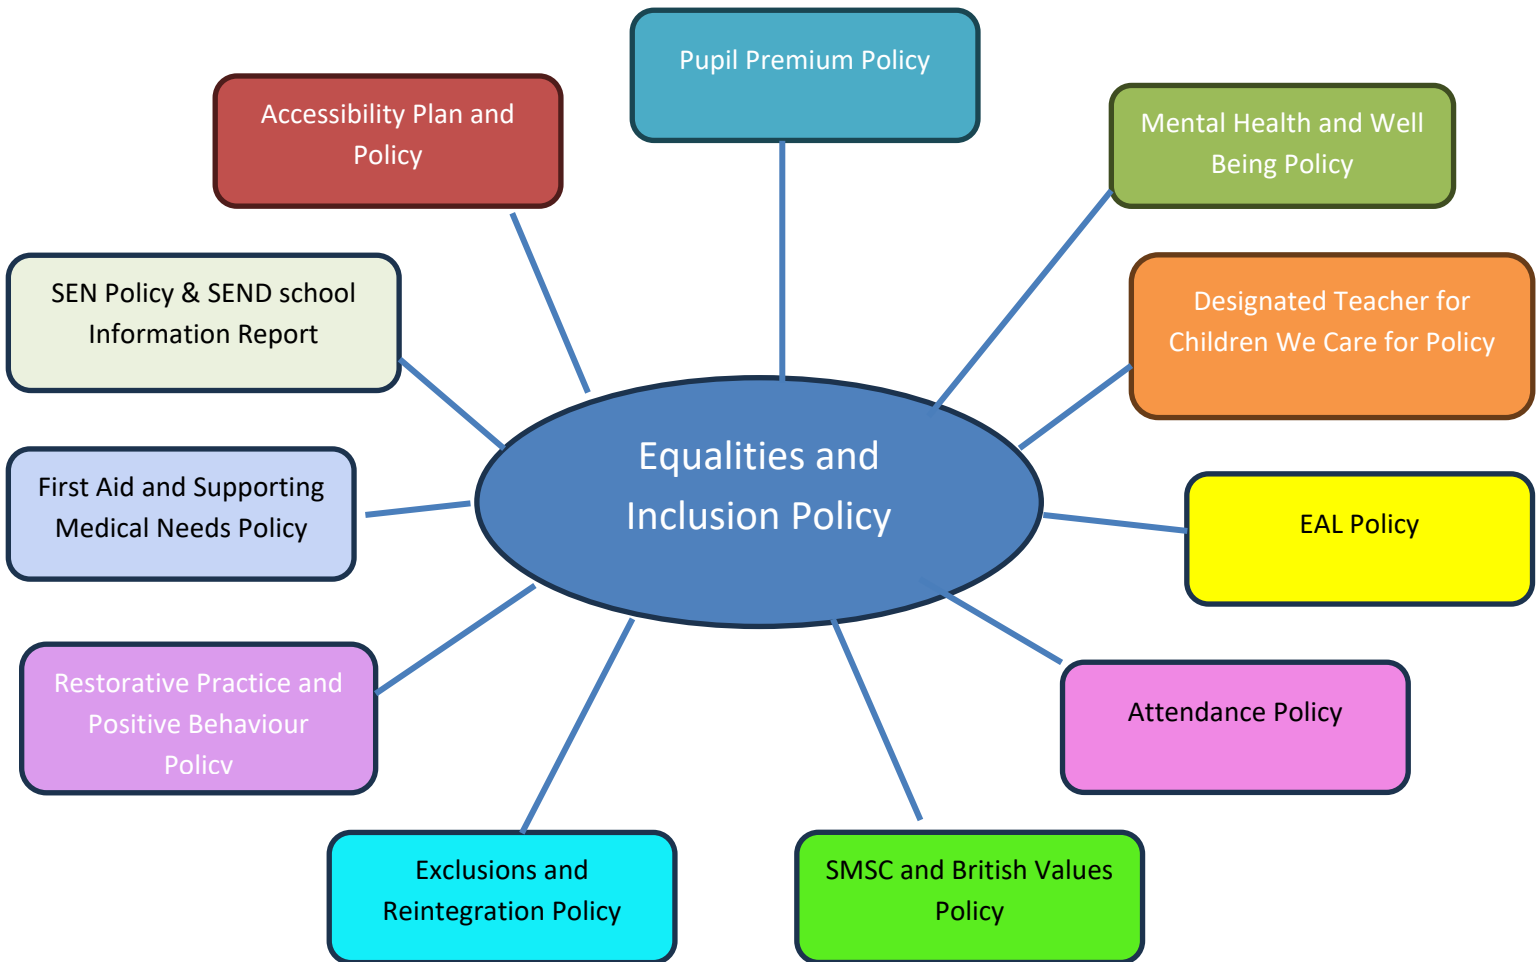 Pupil Premium Policy
Accessibility Plan and
Policy
Mental Health and Well
Being Policy
SEN Policy & SEND school
Information Report
Designated Teacher for
Children We Care for Policy
Equalities and
Inclusion Policy
First Aid and Supporting
Medical Needs Policy
EAL Policy
Restorative Practice and
Positive Behaviour
Policy
Attendance Policy
Exclusions and
Reintegration Policy
SMSC and British Values
Policy